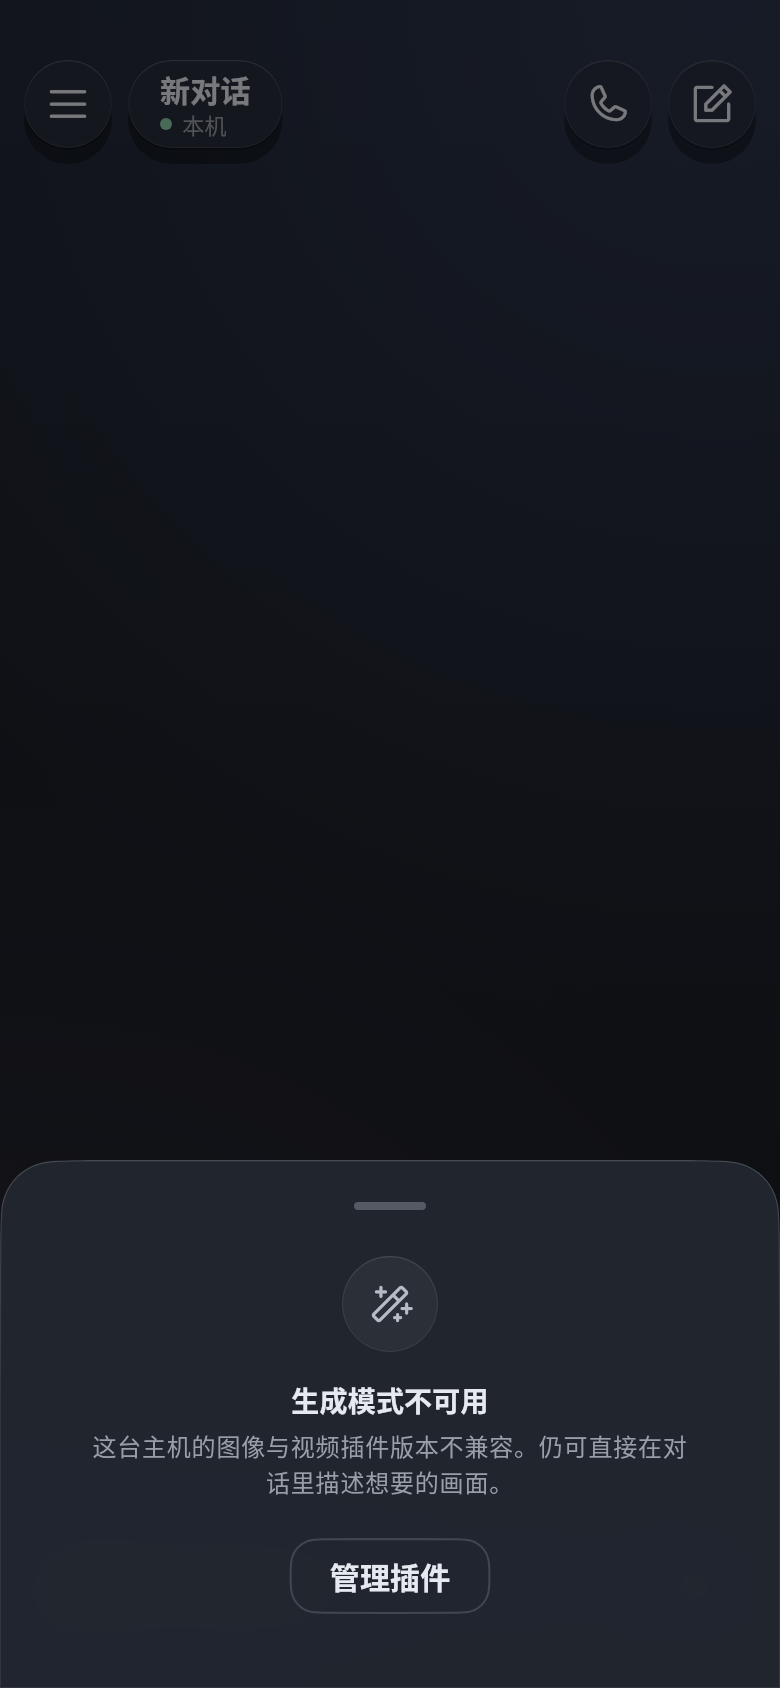 新对话
本机
生成模式不可用
这台主机的图像与视频插件版本不兼容。仍可直接在对
话里描述想要的画面。
管理插件